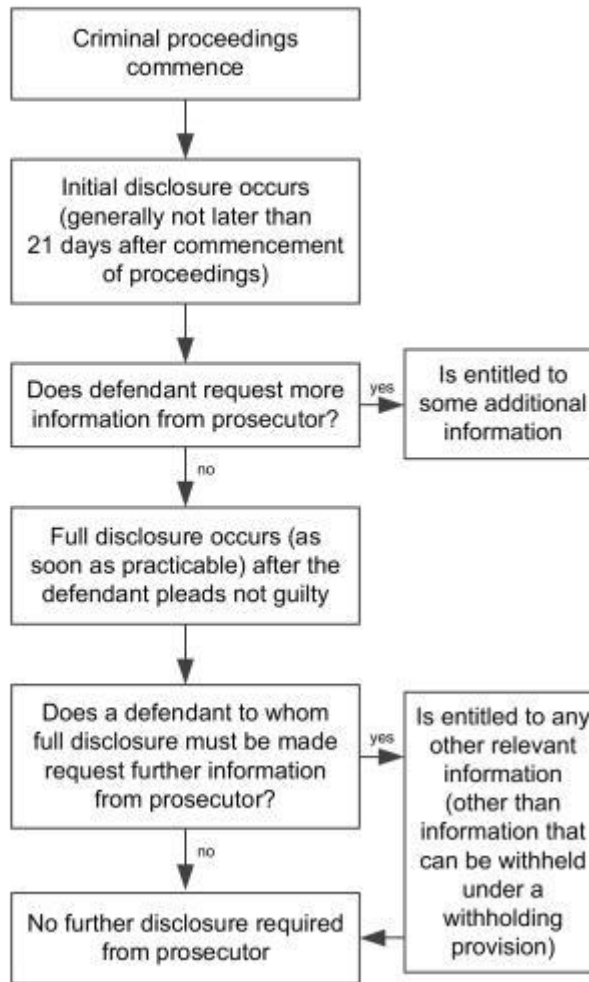 Criminal proceedings
commence
Initial disclosure occurs
(generally not later than
21 days after commencement
of proceedings)
Does defendant request more
information from prosecutor?
yes
Is entitled to
some additional
information
no
Full disclosure occurs (as
soon as practicable) after the
defendant pleads not guilty
Does a defendant to whom
full disclosure must be made
request further information
from prosecutor?
yes
Is entitled to any
other relevant
information
(other than
information that
can be withheld
under a
withholding
provision)
no
No further disclosure required
from prosecutor